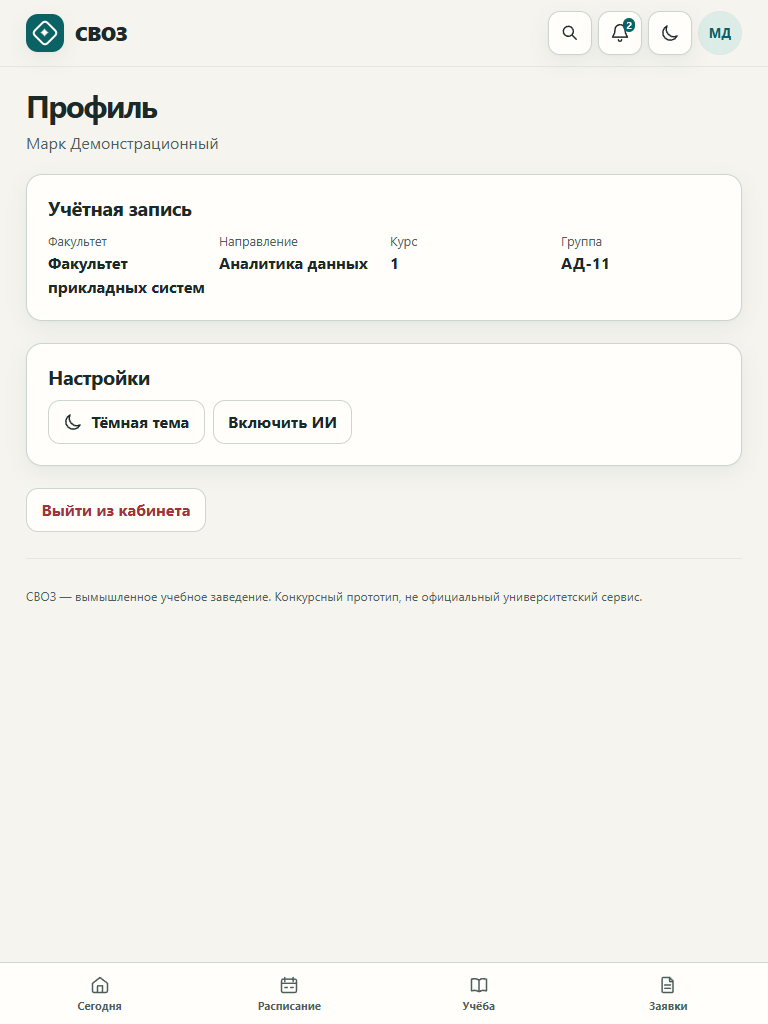 СВОЗ
2
МД
Профиль
Марк Демонстрационный
Учётная запись
Факультет
Факультет
прикладных систем
Направление
Аналитика данных
Курс
1
Группа
АД-11
Настройки
Тёмная тема
Включить ИИ
Выйти из кабинета
СВОЗ — вымышленное учебное заведение. Конкурсный прототип, не официальный университетский сервис.
Сегодня
Расписание
Учёба
Заявки